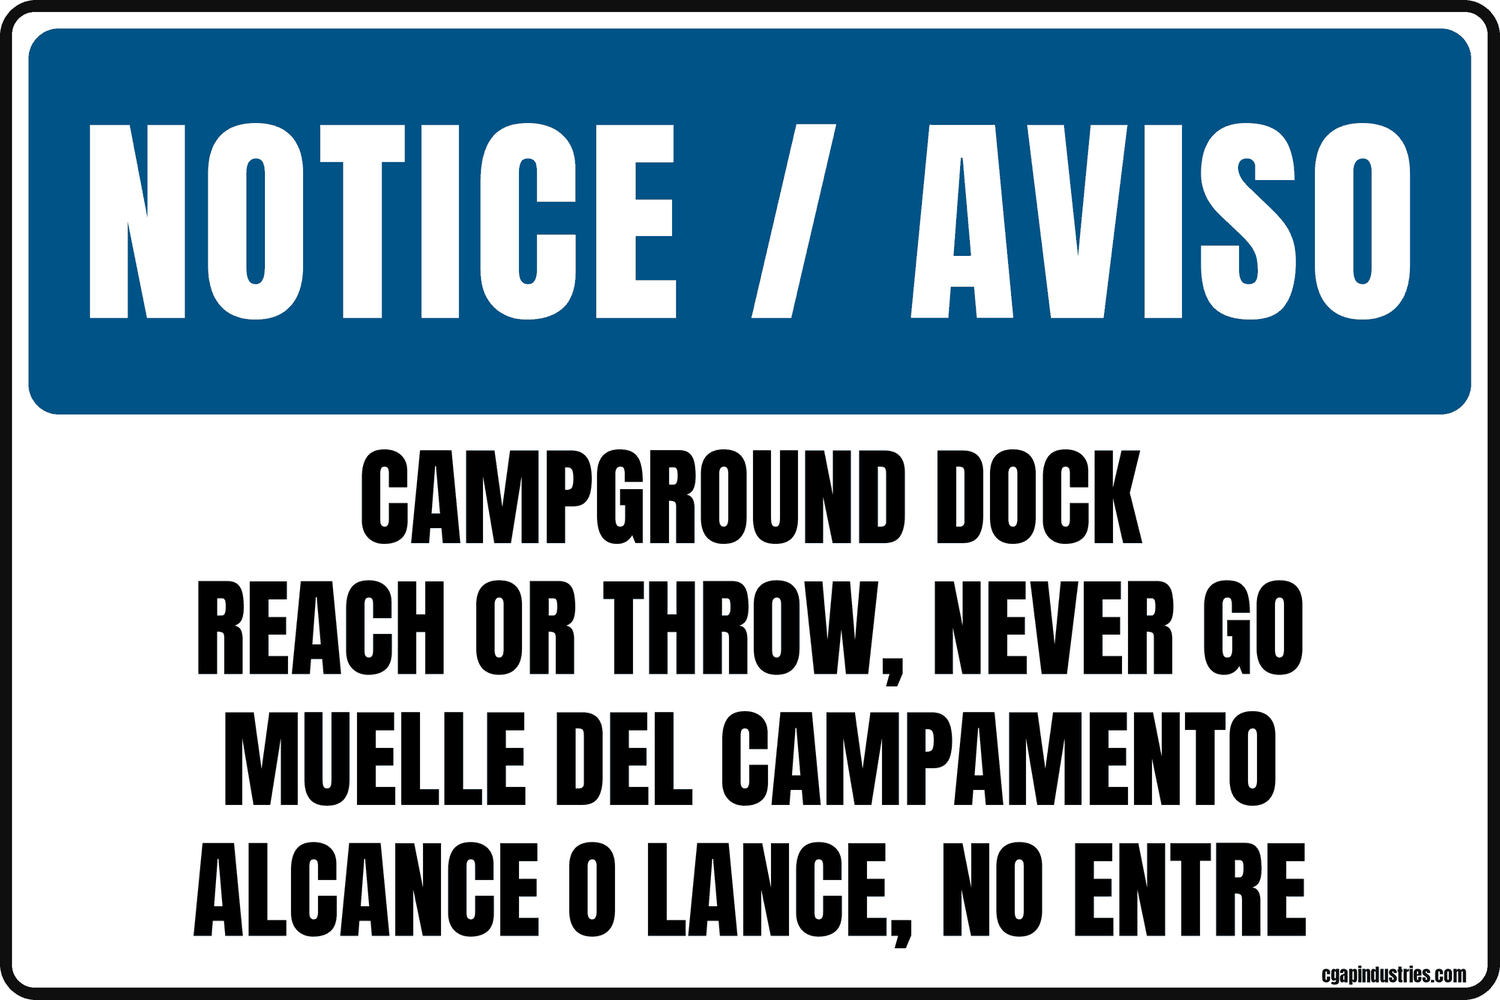 NOTICE / AVISO
CAMPGROUND DOCK
REACH OR THROW, NEVER GO
MUELLE DEL CAMPAMENTO
ALCANCE O LANCE, NO ENTRE
cgapindustries.com